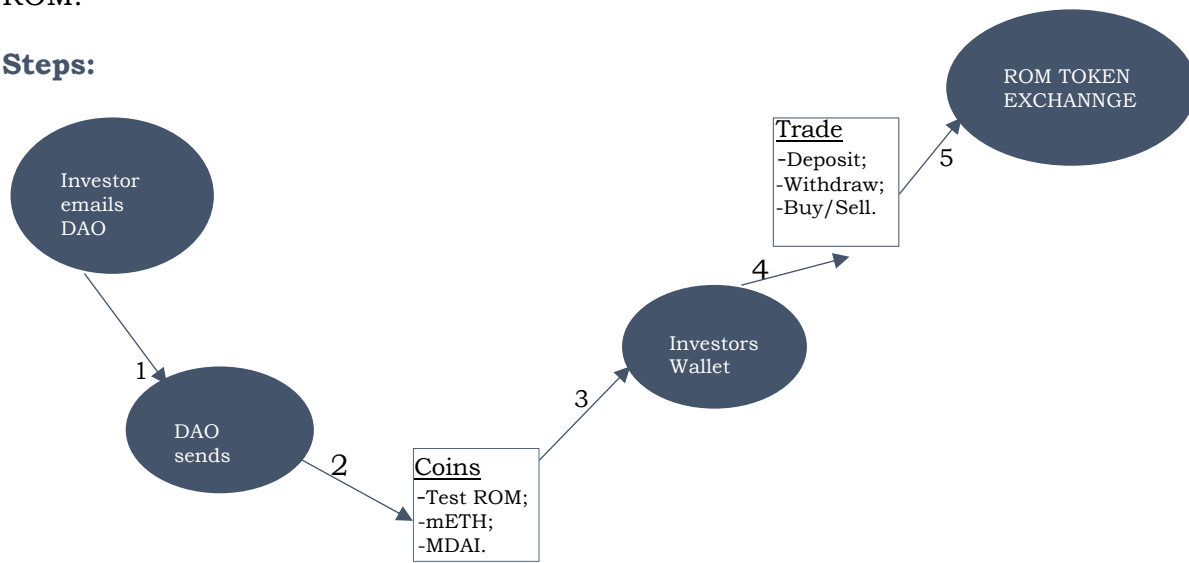 ROM.
Steps:
Investor
emails
DAO
1
DAO
sends
2
Coins
-Test ROM;
-mETH;
-MDAI.
3
Investors
Wallet
4
Trade
-Deposit;
-Withdraw;
-Buy/Sell.
5
ROM TOKEN
EXCHANNGE